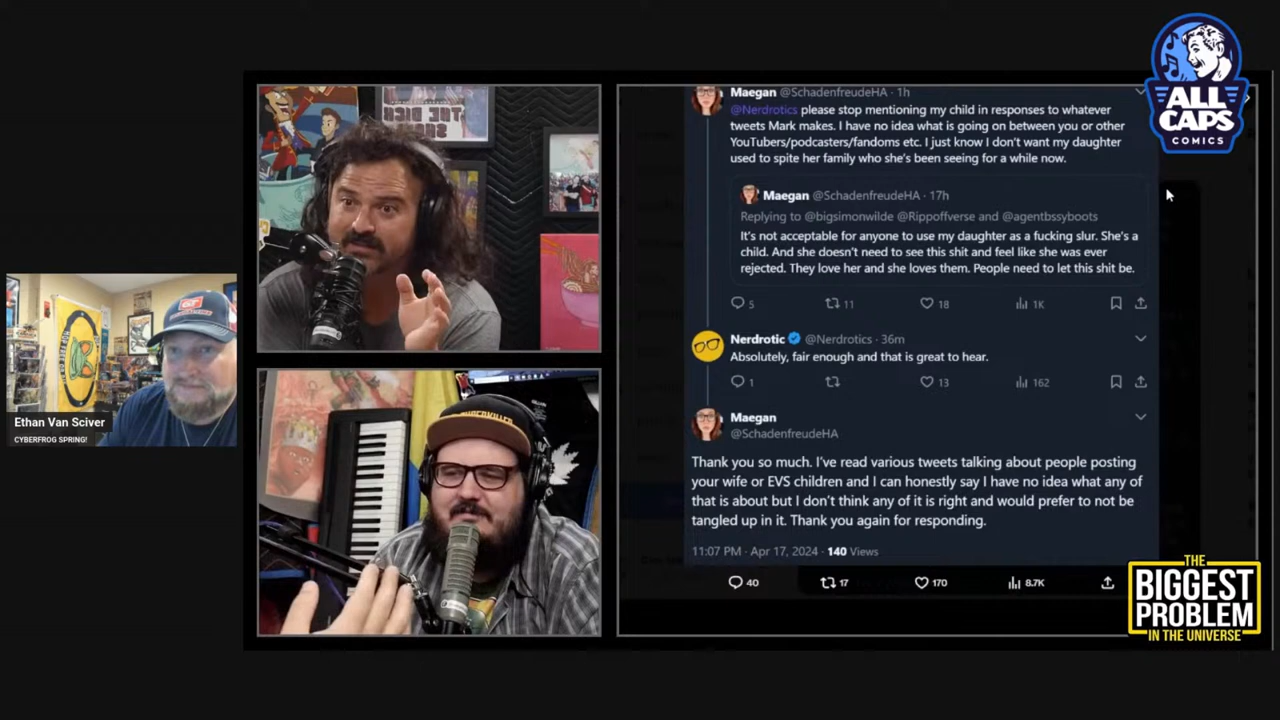 Maegan @SchadenfreudeHA · 1h
@Nerdrotics please stop mentioning my child in responses to whatever
tweets Mark makes. I have no idea what is going on between you or other
YouTubers/podcasters/fandoms etc. I just know I don't want my daughter
used to spite her family who she's been seeing for a while now.
Maegan @SchadenfreudeHA · 17h
Replying to @bigsimonwilde @Rippoffverse and @agentbssyboots
It's not acceptable for anyone to use my daughter as a fucking slur. She's a
child. And she doesn't need to see this shit and feel like she was ever
rejected. They love her and she loves them. People need to let this shit be.
5 11 18 1K
Nerdrotic @Nerdrotics · 36m
Absolutely, fair enough and that is great to hear.
1 13 162
Maegan
@SchadenfreudeHA
Thank you so much. I've read various tweets talking about people posting
your wife or EVS children and I can honestly say I have no idea what any of
that is about but I don't think any of it is right and would prefer to not be
tangled up in it. Thank you again for responding.
11:07 PM · Apr 17, 2024 · 140 Views
40 17 170 8.7K
ALL
CAPS
COMICS
THE
BIGGEST
PROBLEM
IN THE UNIVERSE
Ethan Van Sciver
CYBERFROG SPRING!
THE DICK
SHOW